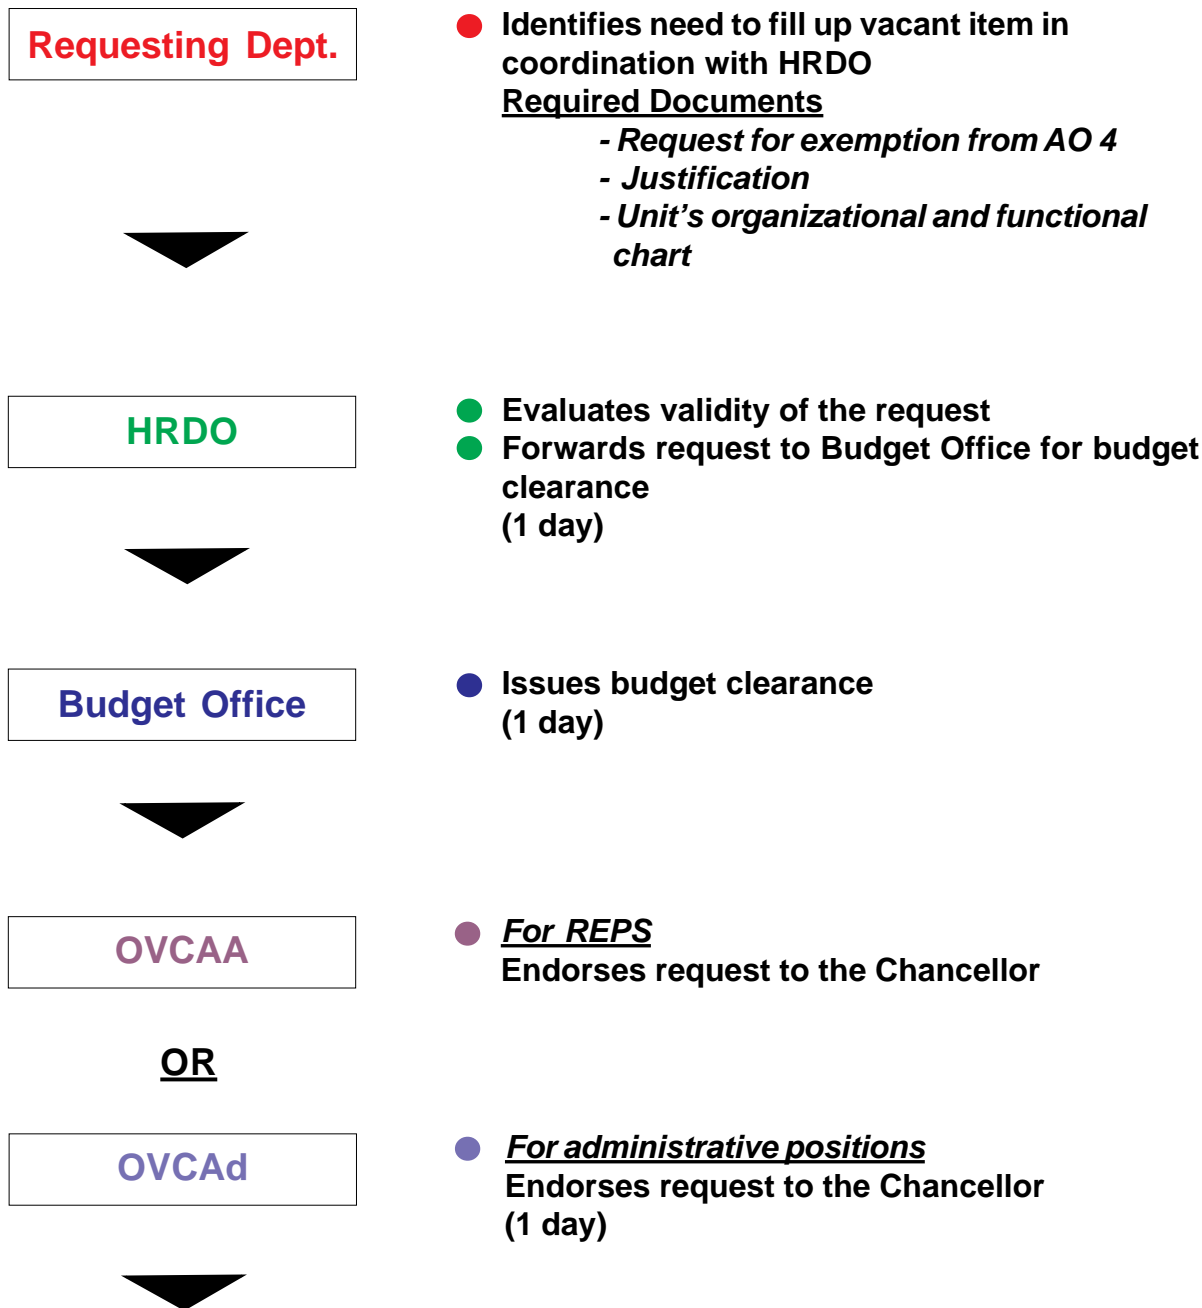 Requesting Dept.
Identifies need to fill up vacant item in
coordination with HRDO
Required Documents
- Request for exemption from AO 4
- Justification
- Unit's organizational and functional
chart
HRDO
Evaluates validity of the request
Forwards request to Budget Office for budget
clearance
(1 day)
Budget Office
Issues budget clearance
(1 day)
OVCAA
For REPS
Endorses request to the Chancellor
OR
OVCAd
For administrative positions
Endorses request to the Chancellor
(1 day)